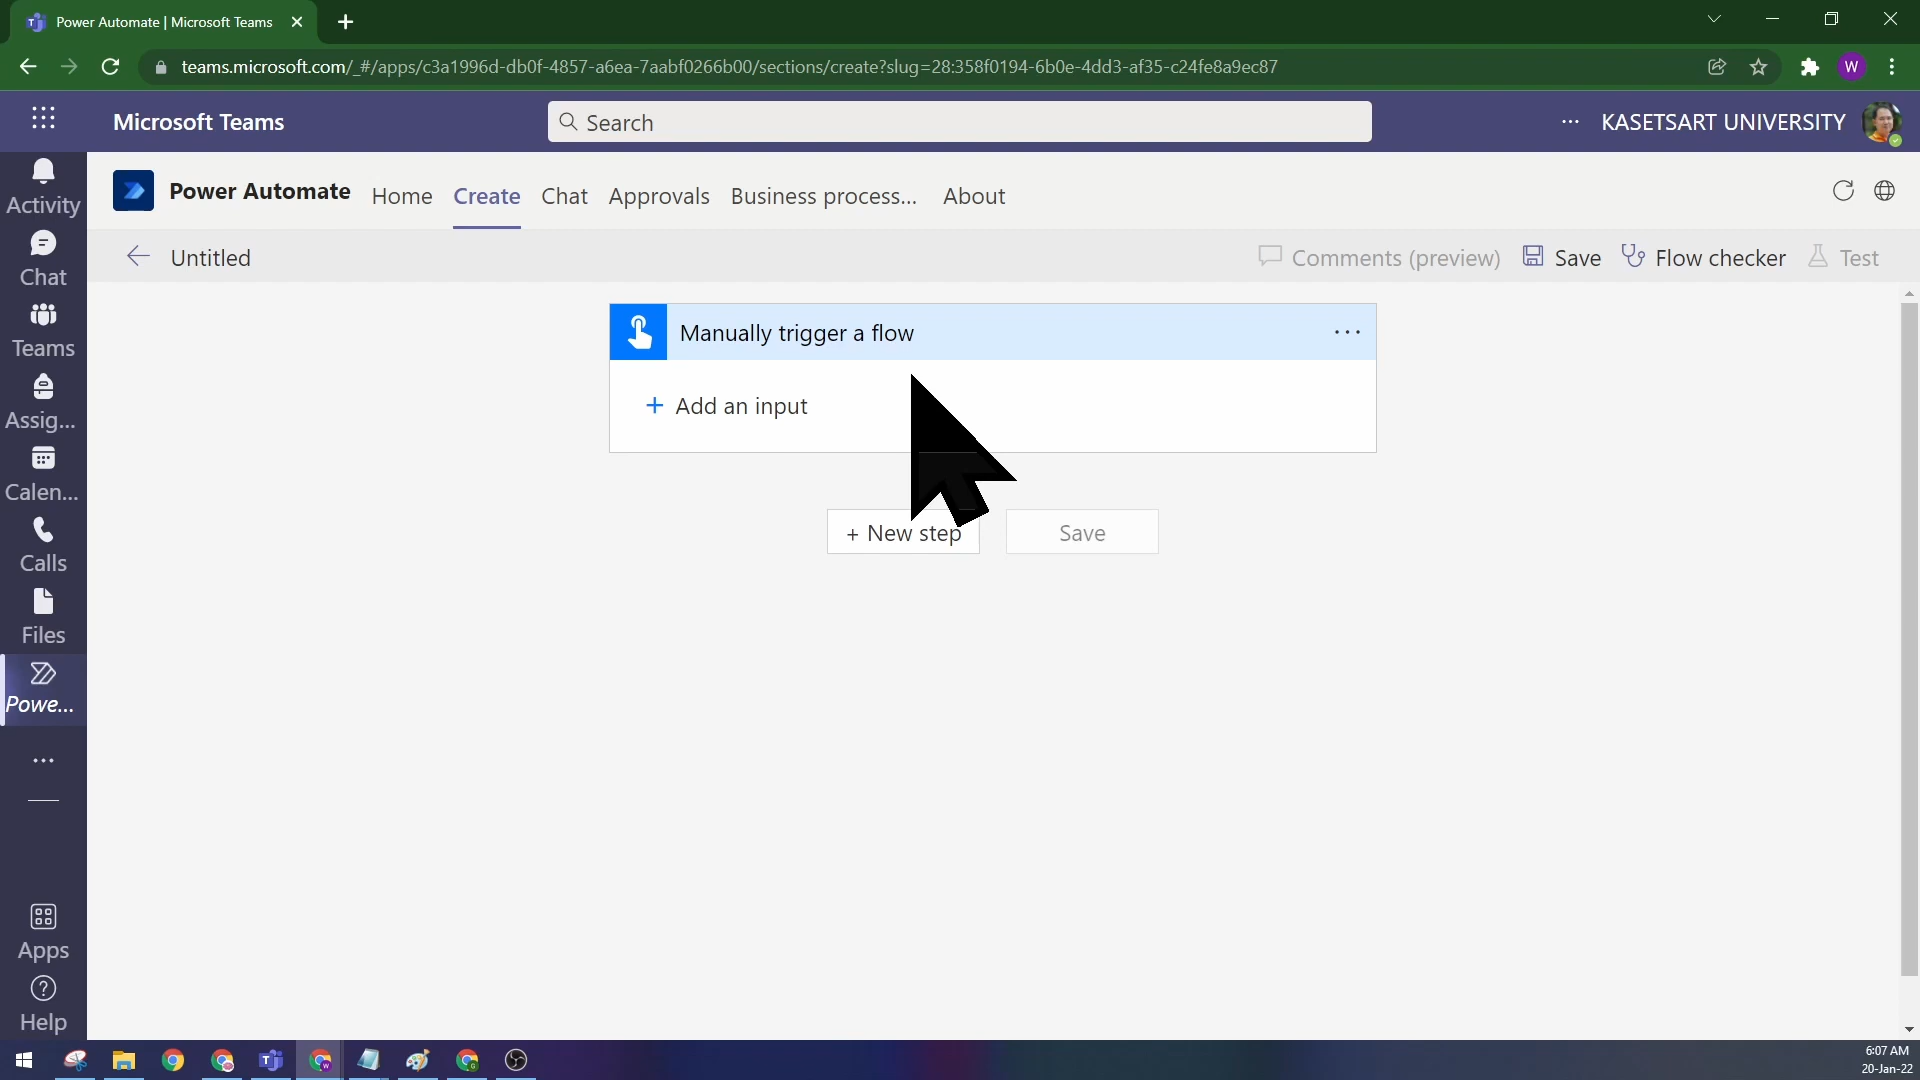 Power Automate | Microsoft Teams
teams.microsoft.com/_#/apps/c3a1996d-db0f-4857-a6ea-7aabf0266b00/sections/create?slug=28:358f0194-6b0e-4dd3-af35-c24fe8a9ec87
W
Microsoft Teams
Search
KASETSART UNIVERSITY
Power Automate
Home
Create
Chat
Approvals
Business process...
About
Untitled
Comments (preview)
Save
Flow checker
Test
Activity
Chat
Teams
Assig...
Calen...
Calls
Files
Powe...
Apps
Help
Manually trigger a flow
+ Add an input
+ New step
Save
6:07 AM
20-Jan-22